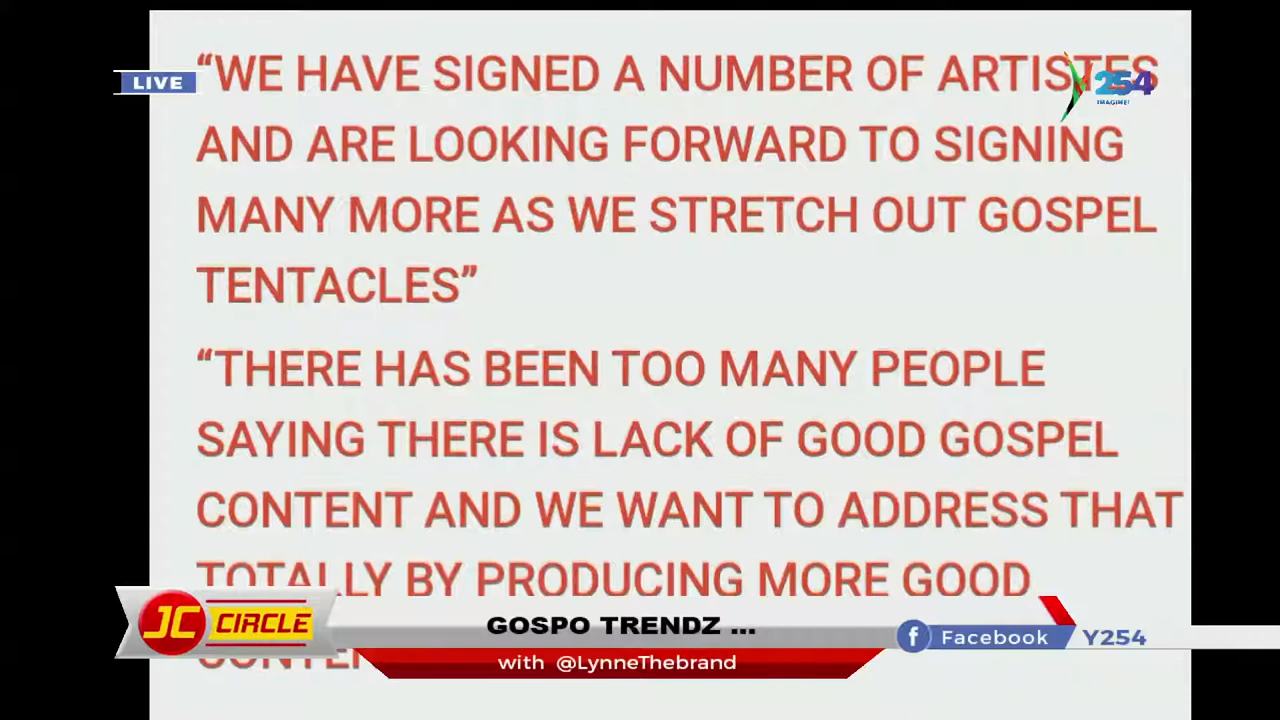 “WE HAVE SIGNED A NUMBER OF ARTISTES
LIVE
254
IMAGINE!
AND ARE LOOKING FORWARD TO SIGNING
MANY MORE AS WE STRETCH OUT GOSPEL
TENTACLES”
“THERE HAS BEEN TOO MANY PEOPLE
SAYING THERE IS LACK OF GOOD GOSPEL
CONTENT AND WE WANT TO ADDRESS THAT
TOTALLY BY PRODUCING MORE GOOD
JC CIRCLE
GOSPO TRENDZ ...
f Facebook Y254
with @LynneThebrand